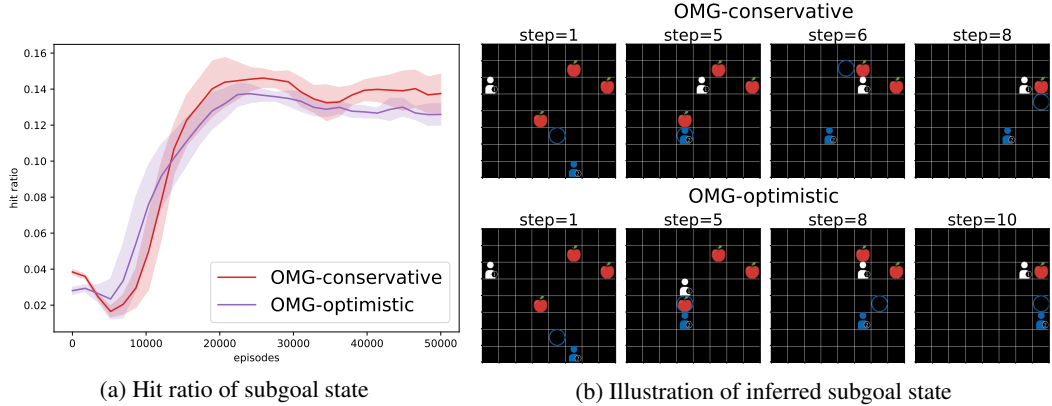 0.16
0.14
0.12
0.10
0.08
0.06
0.04
0.02
hit ratio
0
10000
20000
30000
40000
50000
episodes
OMG-conservative
OMG-optimistic
(a) Hit ratio of subgoal state
OMG-conservative
step=1
step=5
step=6
step=8
OMG-optimistic
step=1
step=5
step=8
step=10
(b) Illustration of inferred subgoal state